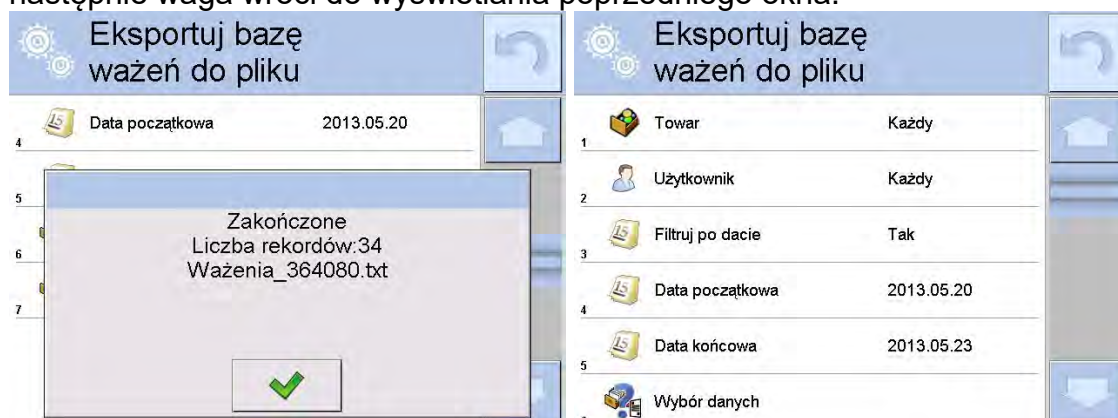 następnie waga wróci do wyświetlania poprzedniego okna.
Eksportuj bazę
ważeń do pliku
4 Data początkowa 2013.05.20
5
6
7
Zakończone
Liczba rekordów:34
Ważenia_364080.txt
Eksportuj bazę
ważeń do pliku
1 Towar Każdy
2 Użytkownik Każdy
3 Filtruj po dacie Tak
4 Data początkowa 2013.05.20
5 Data końcowa 2013.05.23
Wybór danych